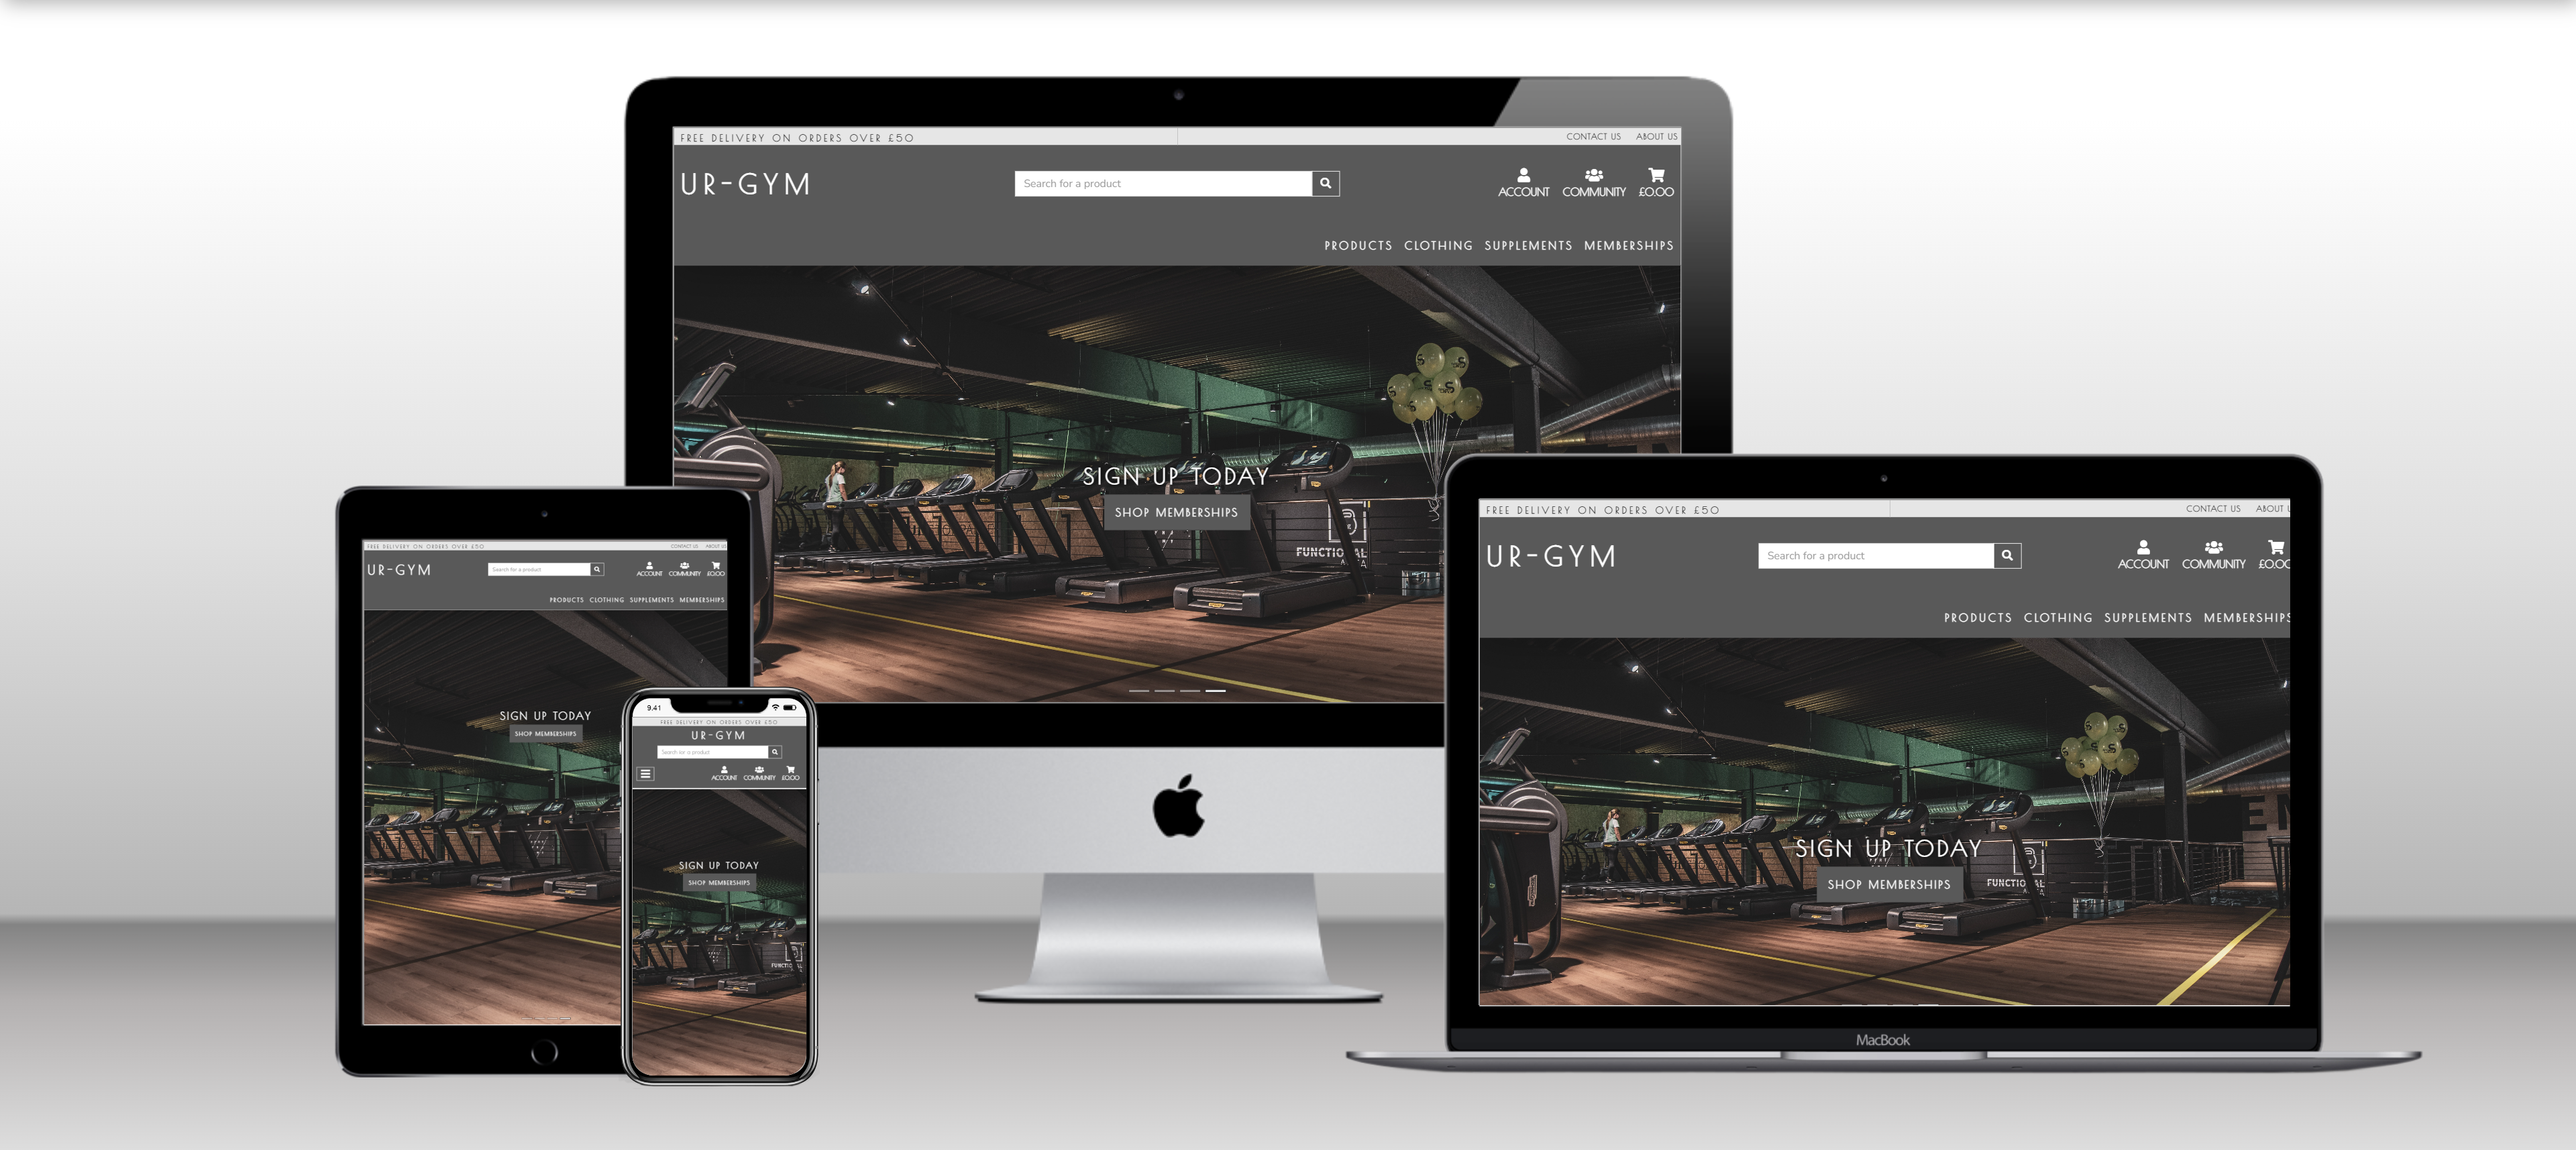 FREE DELIVERY ON ORDERS OVER £50
CONTACT US ABOUT US
UR-GYM
Search for a product
ACCOUNT COMMUNITY £0.00
PRODUCTS CLOTHING SUPPLEMENTS MEMBERSHIPS
SIGN UP TODAY
SHOP MEMBERSHIPS
FUNCTIONAL
FREE DELIVERY ON ORDERS OVER £50
CONTACT US ABOUT US
UR-GYM
Search for a product
ACCOUNT COMMUNITY £0.00
PRODUCTS CLOTHING SUPPLEMENTS MEMBERSHIPS
SIGN UP TODAY
SHOP MEMBERSHIPS
9.41
FREE DELIVERY ON ORDERS OVER £50
UR-GYM
Search for a product
ACCOUNT COMMUNITY £0.00
SIGN UP TODAY
SHOP MEMBERSHIPS
FREE DELIVERY ON ORDERS OVER £50
CONTACT US ABOUT U
UR-GYM
Search for a product
ACCOUNT COMMUNITY £0.00
PRODUCTS CLOTHING SUPPLEMENTS MEMBERSHIPS
SIGN UP TODAY
SHOP MEMBERSHIPS
MacBook